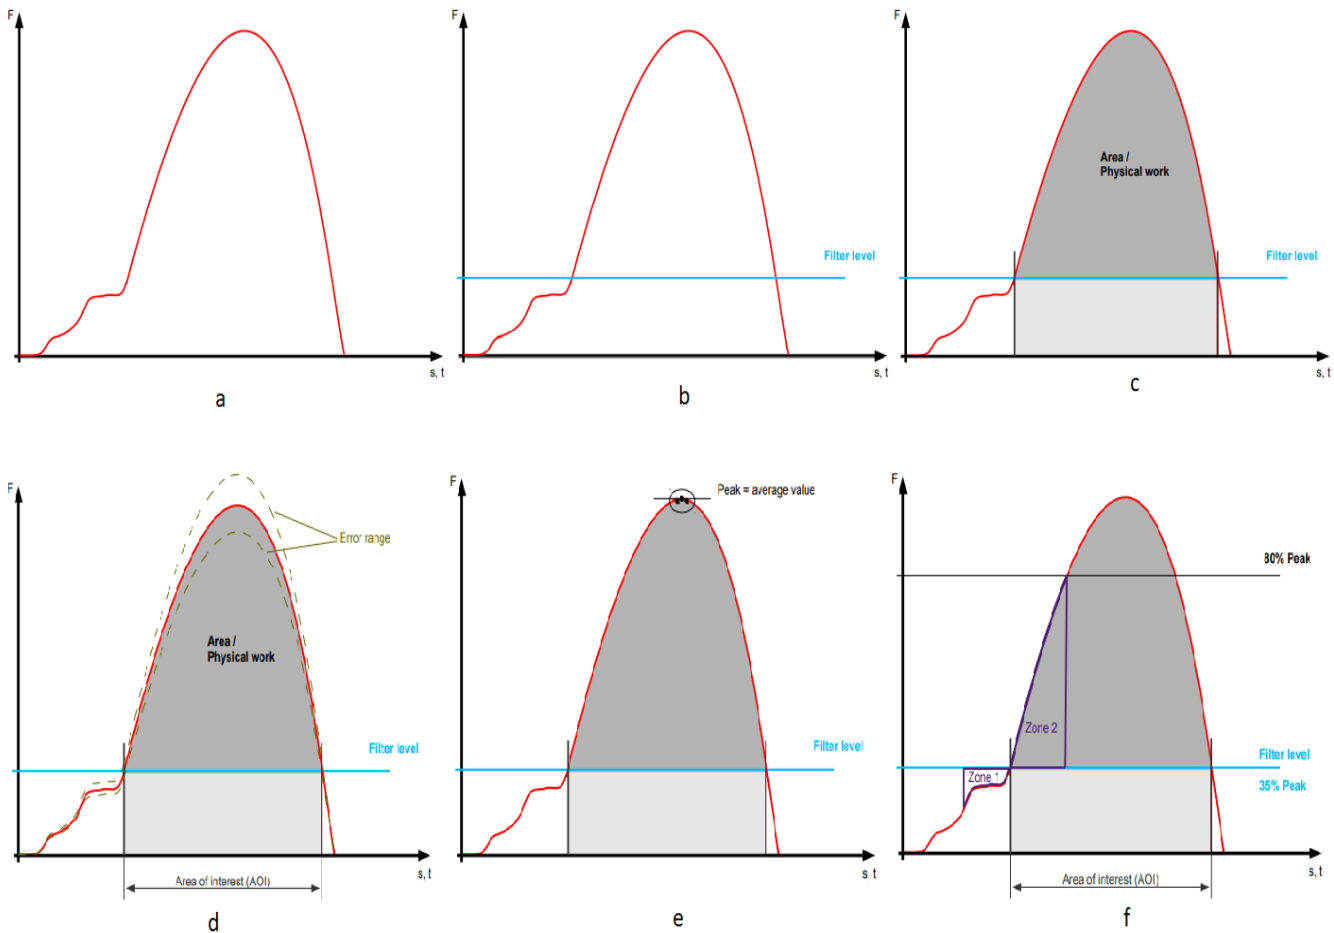 F
s, t
a
F
Filter level
s, t
b
F
Area /
Physical work
Filter level
s, t
c
F
Error range
Area /
Physical work
Filter level
s, t
Area of interest (AOI)
d
F
Peak = average value
Filter level
s, t
e
F
80% Peak
Zone 2
Filter level
Zone 1
35% Peak
s, t
Area of interest (AOI)
f